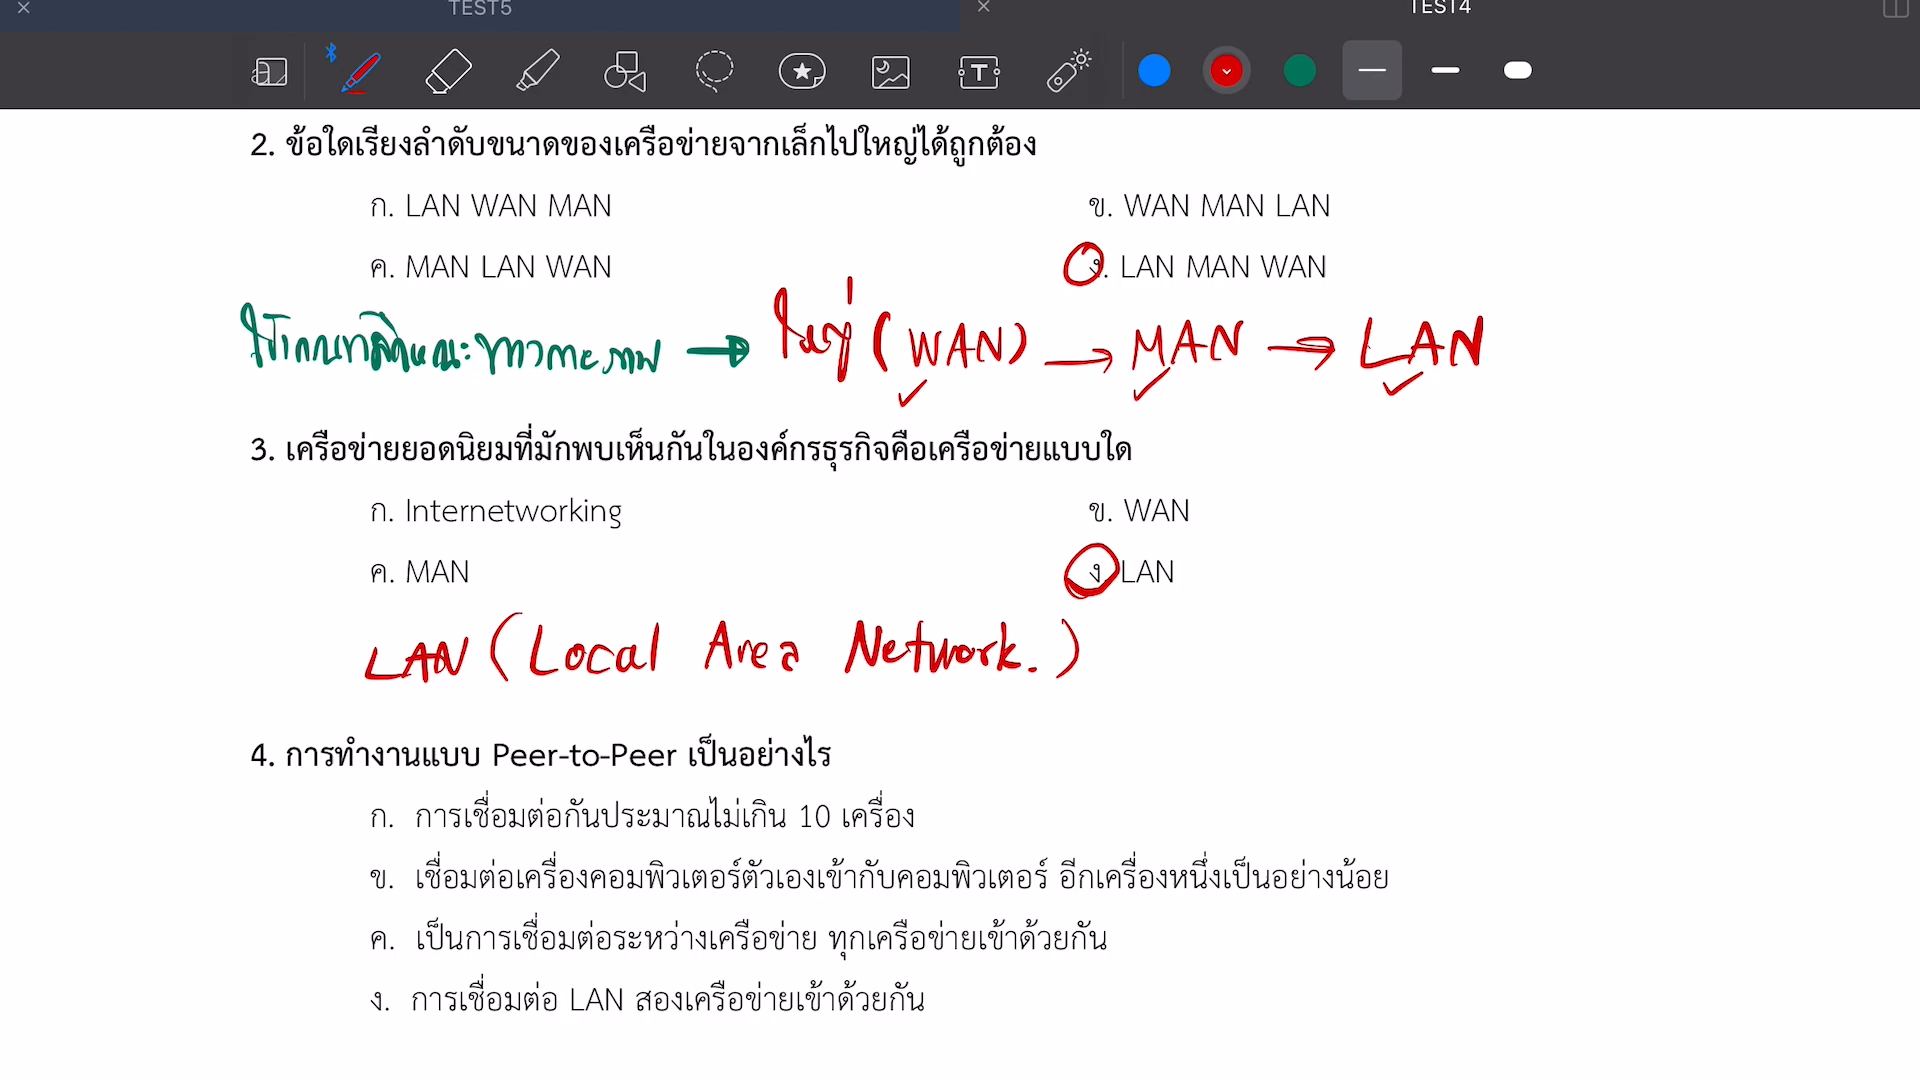 TEST5
TEST4
2. ข้อใดเรียงลำดับขนาดของเครือข่ายจากเล็กไปใหญ่ได้ถูกต้อง
ก. LAN WAN MAN
ข. WAN MAN LAN
ค. MAN LAN WAN
ง. LAN MAN WAN
ใหญ่ (WAN) → MAN → LAN
3. เครือข่ายยอดนิยมที่มักพบเห็นกันในองค์กรธุรกิจคือเครือข่ายแบบใด
ก. Internetworking
ข. WAN
ค. MAN
ง. LAN
LAN (Local Area Network.)
4. การทำงานแบบ Peer-to-Peer เป็นอย่างไร
ก. การเชื่อมต่อกันประมาณไม่เกิน 10 เครื่อง
ข. เชื่อมต่อเครื่องคอมพิวเตอร์ตัวเองเข้ากับคอมพิวเตอร์ อีกเครื่องหนึ่งเป็นอย่างน้อย
ค. เป็นการเชื่อมต่อระหว่างเครือข่าย ทุกเครือข่ายเข้าด้วยกัน
ง. การเชื่อมต่อ LAN สองเครือข่ายเข้าด้วยกัน